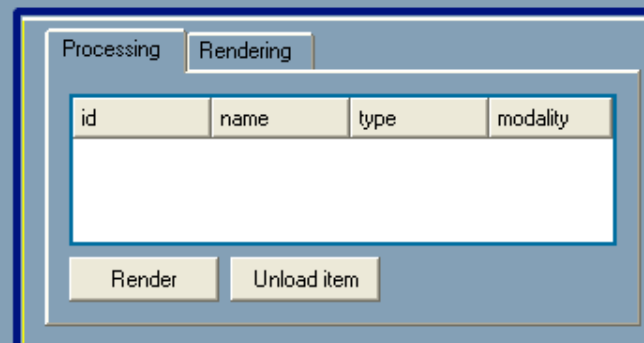 Processing Rendering
id name type modality
Render Unload item